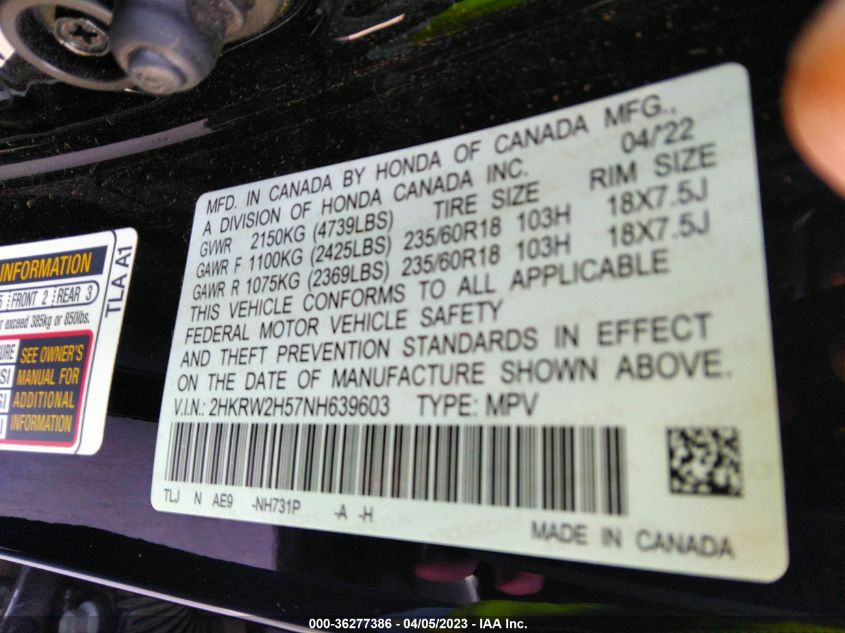 MFD. IN CANADA BY HONDA OF CANADA MFG.,
A DIVISION OF HONDA CANADA INC. 04/'22
GVWR 2150KG (4739LBS) TIRE SIZE RIM SIZE
GAWR F 1100KG (2425LBS) 235/60R18 103H 18X7.5J
GAWR R 1075KG (2369LBS) 235/60R18 103H 18X7.5J
THIS VEHICLE CONFORMS TO ALL APPLICABLE
FEDERAL MOTOR VEHICLE SAFETY
AND THEFT PREVENTION STANDARDS IN EFFECT
ON THE DATE OF MANUFACTURE SHOWN ABOVE.
V.I.N.: 2HKRW2H57NH639603 TYPE: MPV
TLJ N AE9 -NH731P -A -H
MADE IN CANADA
INFORMATION
FRONT 2 REAR 3
exceed 385kg or 850lbs.
SEE OWNER'S
MANUAL FOR
ADDITIONAL
INFORMATION
TLA A1
000-36277386 - 04/05/2023 - IAA Inc.